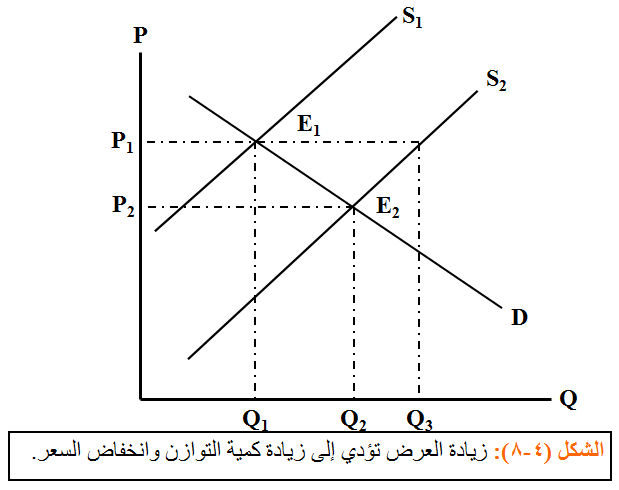 P
S₁
S₂
E₁
P₁
P₂
E₂
D
Q
Q₁ Q₂ Q₃
الشكل (٤-٨): زيادة العرض تؤدي إلى زيادة كمية التوازن وانخفاض السعر.